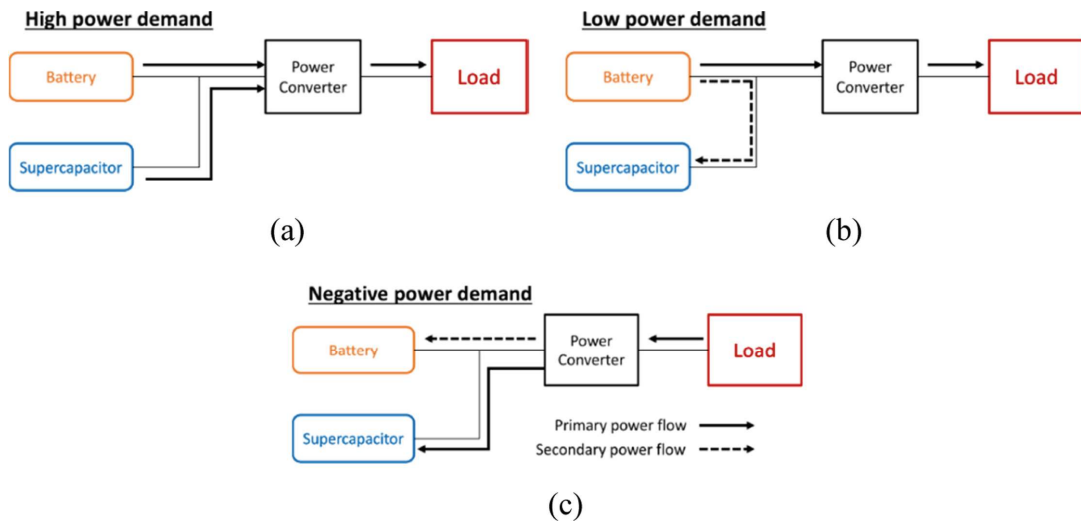 High power demand
Battery
Power
Converter
Load
Supercapacitor
(a)
Low power demand
Battery
Power
Converter
Load
Supercapacitor
(b)
Negative power demand
Battery
Power
Converter
Load
Supercapacitor
Primary power flow
Secondary power flow
(c)